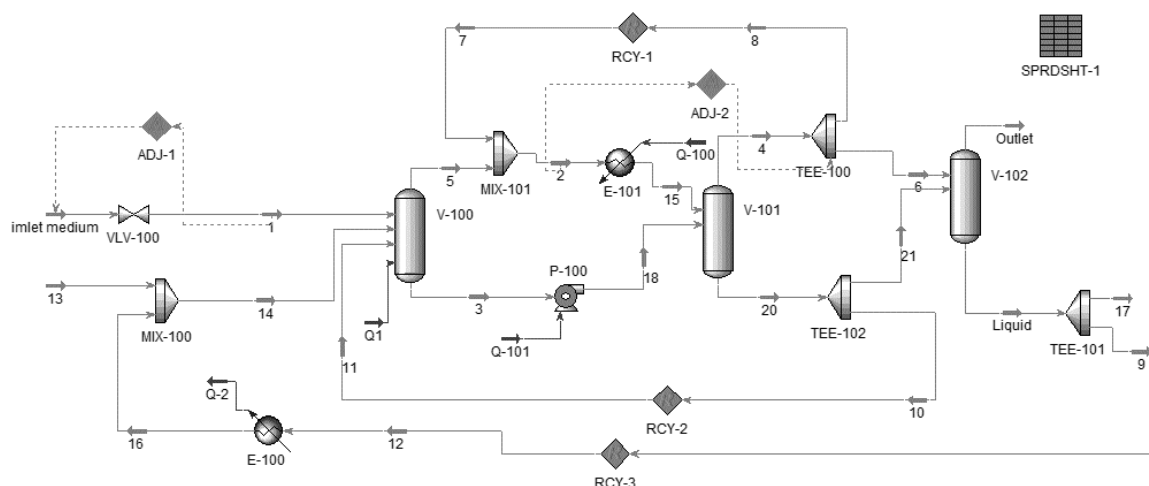 7
8
RCY-1
SPRDSHT-1
ADJ-1
ADJ-2
Q-100
4
TEE-100
Outlet
5
MIX-101
2
E-101
15
6
V-102
imlet medium
VLV-100
1
V-100
V-101
21
13
P-100
18
14
3
20
17
MIX-100
Q1
Q-101
TEE-102
Liquid
TEE-101
9
11
Q-2
RCY-2
10
16
E-100
12
RCY-3